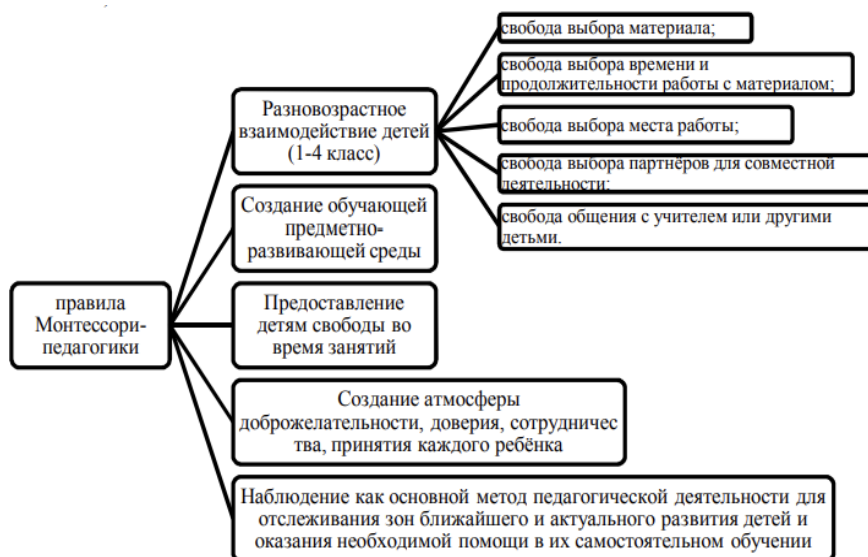 правила
Монтессори-
педагогики
Разновозрастное
взаимодействие детей
(1-4 класс)
свобода выбора материала;
свобода выбора времени и
продолжительности работы с материалом;
свобода выбора места работы;
свобода выбора партнёров для совместной
деятельности;
свобода общения с учителем или другими
детьми.
Создание обучающей
предметно-
развивающей среды
Предоставление
детям свободы во
время занятий
Создание атмосферы
доброжелательности, доверия, сотрудничес
тва, принятия каждого ребёнка
Наблюдение как основной метод педагогической деятельности для
отслеживания зон ближайшего и актуального развития детей и
оказания необходимой помощи в их самостоятельном обучении